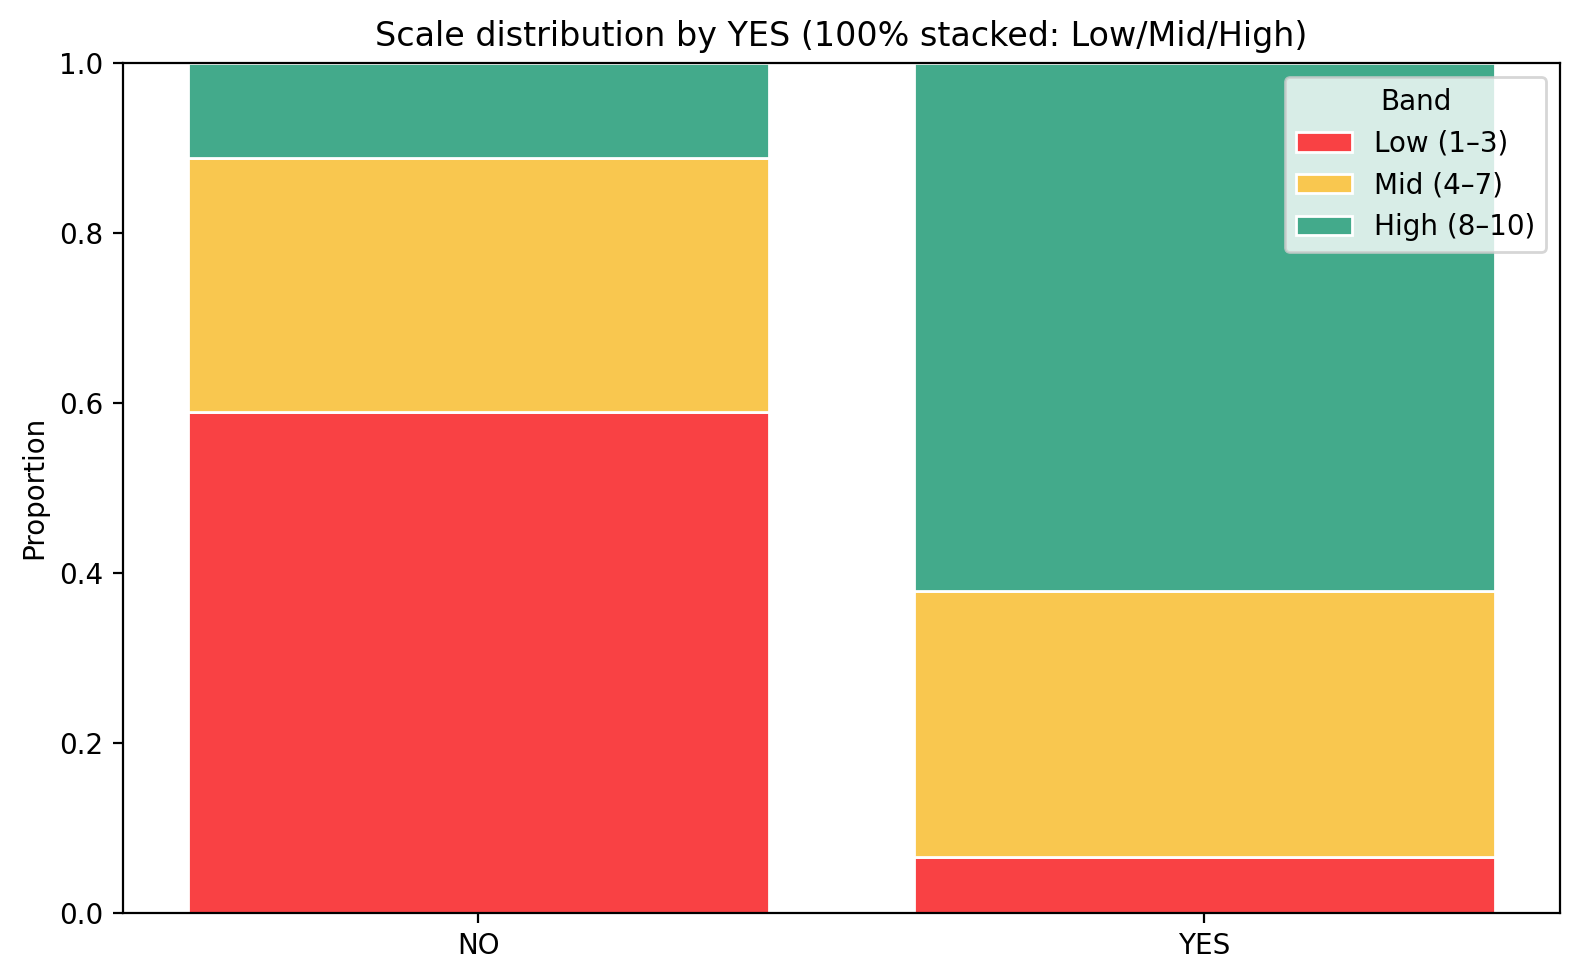 Scale distribution by YES (100% stacked: Low/Mid/High)
1.0
0.8
0.6
0.4
0.2
0.0
Proportion
Band
Low (1–3)
Mid (4–7)
High (8–10)
NO
YES